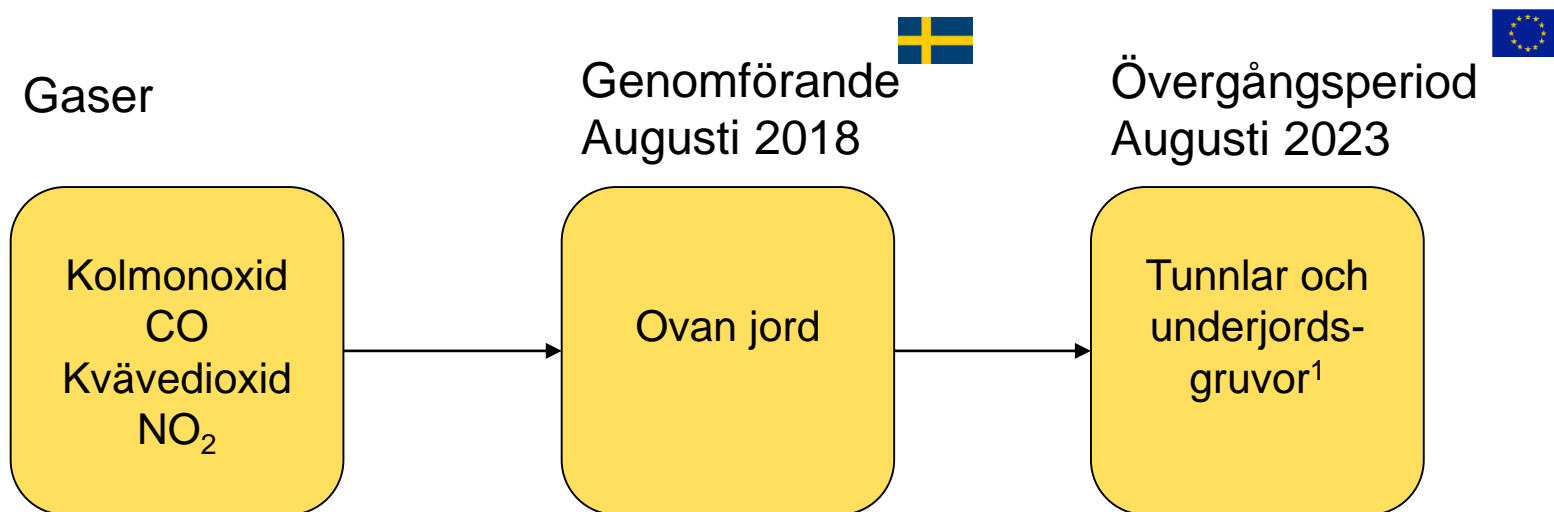 Gaser
Genomförande
Augusti 2018
Övergångsperiod
Augusti 2023
Kolmonoxid
CO
Kvävedioxid
NO₂
Ovan jord
Tunnlar och
underjords-
gruvor¹